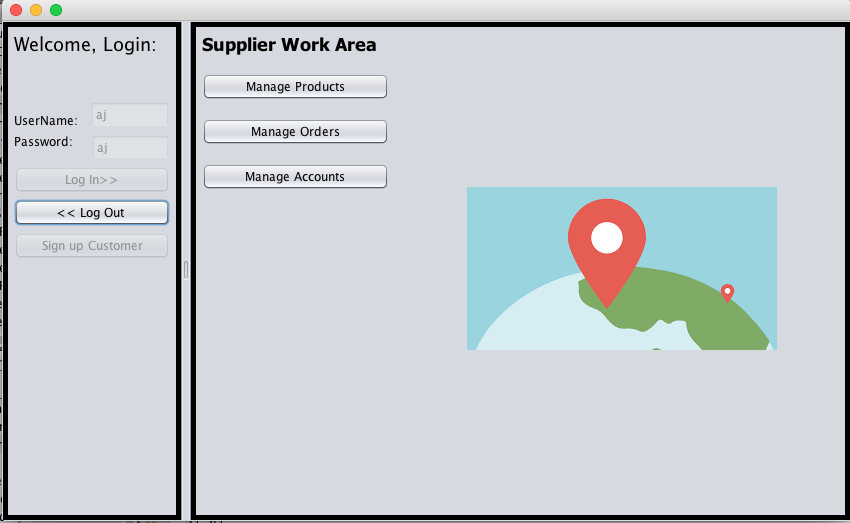 Welcome, Login:
UserName:
aj
Password:
aj
Log In>>
<< Log Out
Sign up Customer
Supplier Work Area
Manage Products
Manage Orders
Manage Accounts